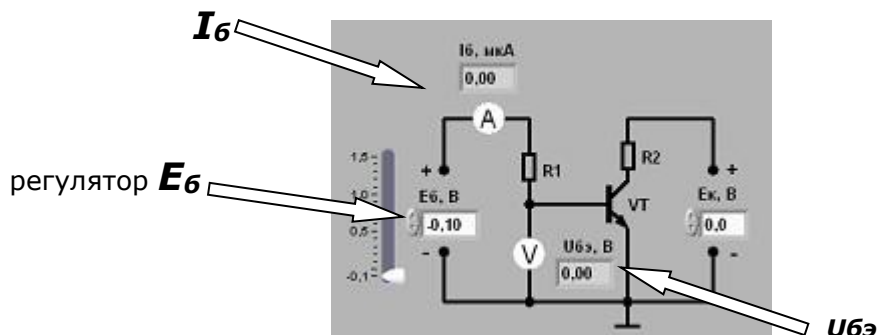 Iб
Iб, мкА
0,00
A
1,5
1,0
0,5
-0,1
регулятор Eб
+
Eб, В
-0,10
-
R1
R2
VT
V
Uбэ, В
0,00
+
Eк, В
0,0
-
Uбэ